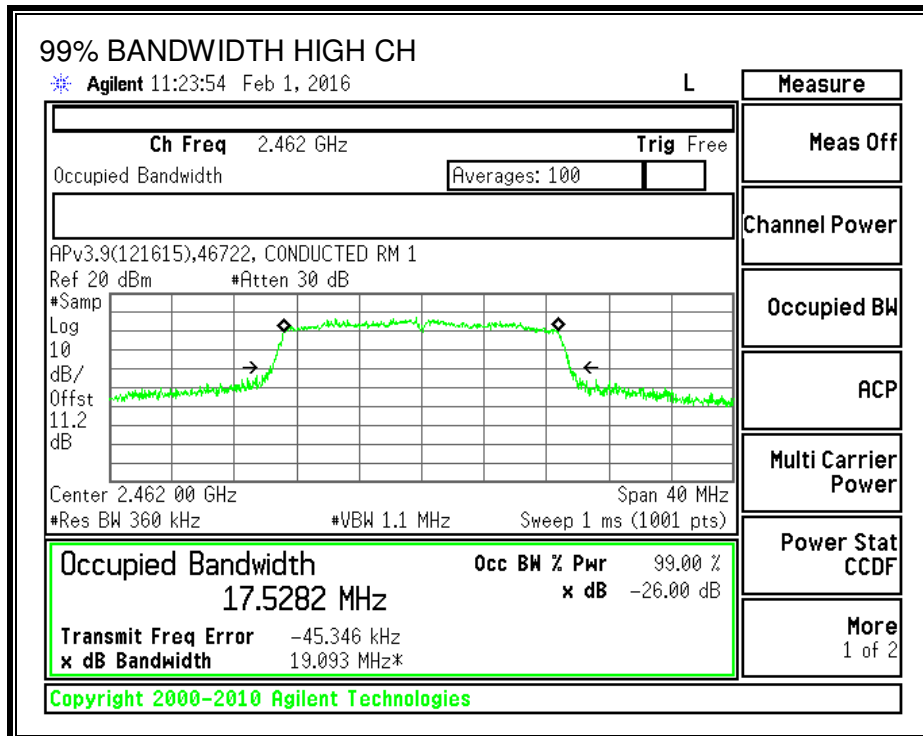 99% BANDWIDTH HIGH CH
Agilent 11:23:54 Feb 1, 2016 L
Ch Freq 2.462 GHz Trig Free
Occupied Bandwidth Averages: 100
APv3.9(121615),46722, CONDUCTED RM 1
Ref 20 dBm #Atten 30 dB
#Samp
Log
10
dB/
Offst
11.2
dB
Center 2.462 00 GHz Span 40 MHz
#Res BW 360 kHz #VBW 1.1 MHz Sweep 1 ms (1001 pts)
Occupied Bandwidth Occ BW % Pwr 99.00 %
17.5282 MHz x dB -26.00 dB
Transmit Freq Error -45.346 kHz
x dB Bandwidth 19.093 MHz*
Copyright 2000-2010 Agilent Technologies
Measure
Meas Off
Channel Power
Occupied BW
ACP
Multi Carrier
Power
Power Stat
CCDF
More
1 of 2